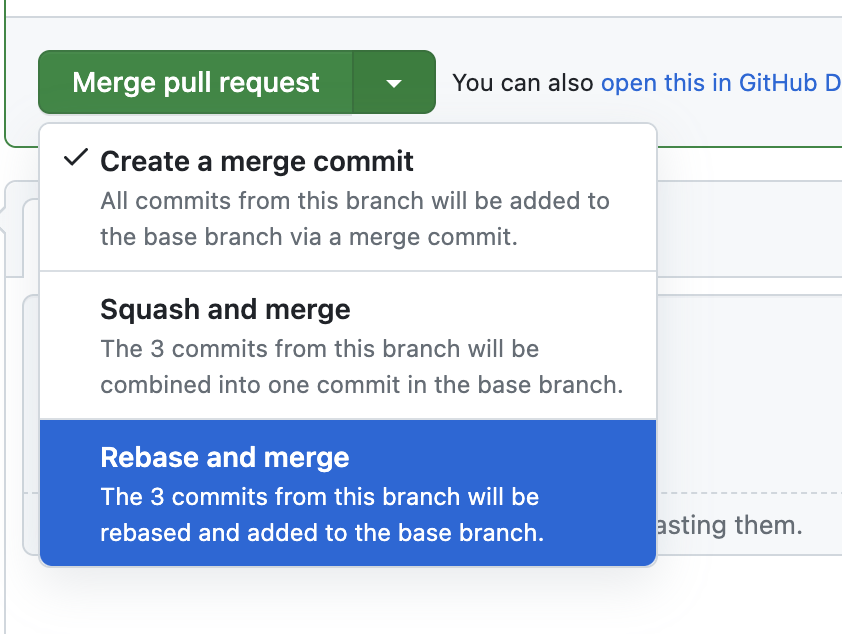 Merge pull request
You can also open this in GitHub D
Create a merge commit
All commits from this branch will be added to
the base branch via a merge commit.
Squash and merge
The 3 commits from this branch will be
combined into one commit in the base branch.
Rebase and merge
The 3 commits from this branch will be
rebased and added to the base branch.
asting them.